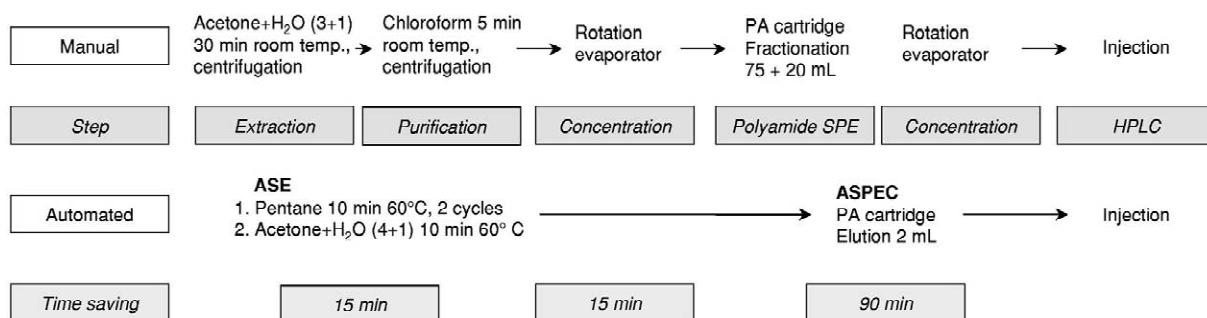 Manual
Acetone+H₂O (3+1)
30 min room temp.,
centrifugation
Chloroform 5 min
room temp.,
centrifugation
Rotation
evaporator
PA cartridge
Fractionation
75 + 20 mL
Rotation
evaporator
Injection
Step
Extraction
Purification
Concentration
Polyamide SPE
Concentration
HPLC
Automated
ASE
1. Pentane 10 min 60°C, 2 cycles
2. Acetone+H₂O (4+1) 10 min 60° C
ASPEC
PA cartridge
Elution 2 mL
Injection
Time saving
15 min
15 min
90 min